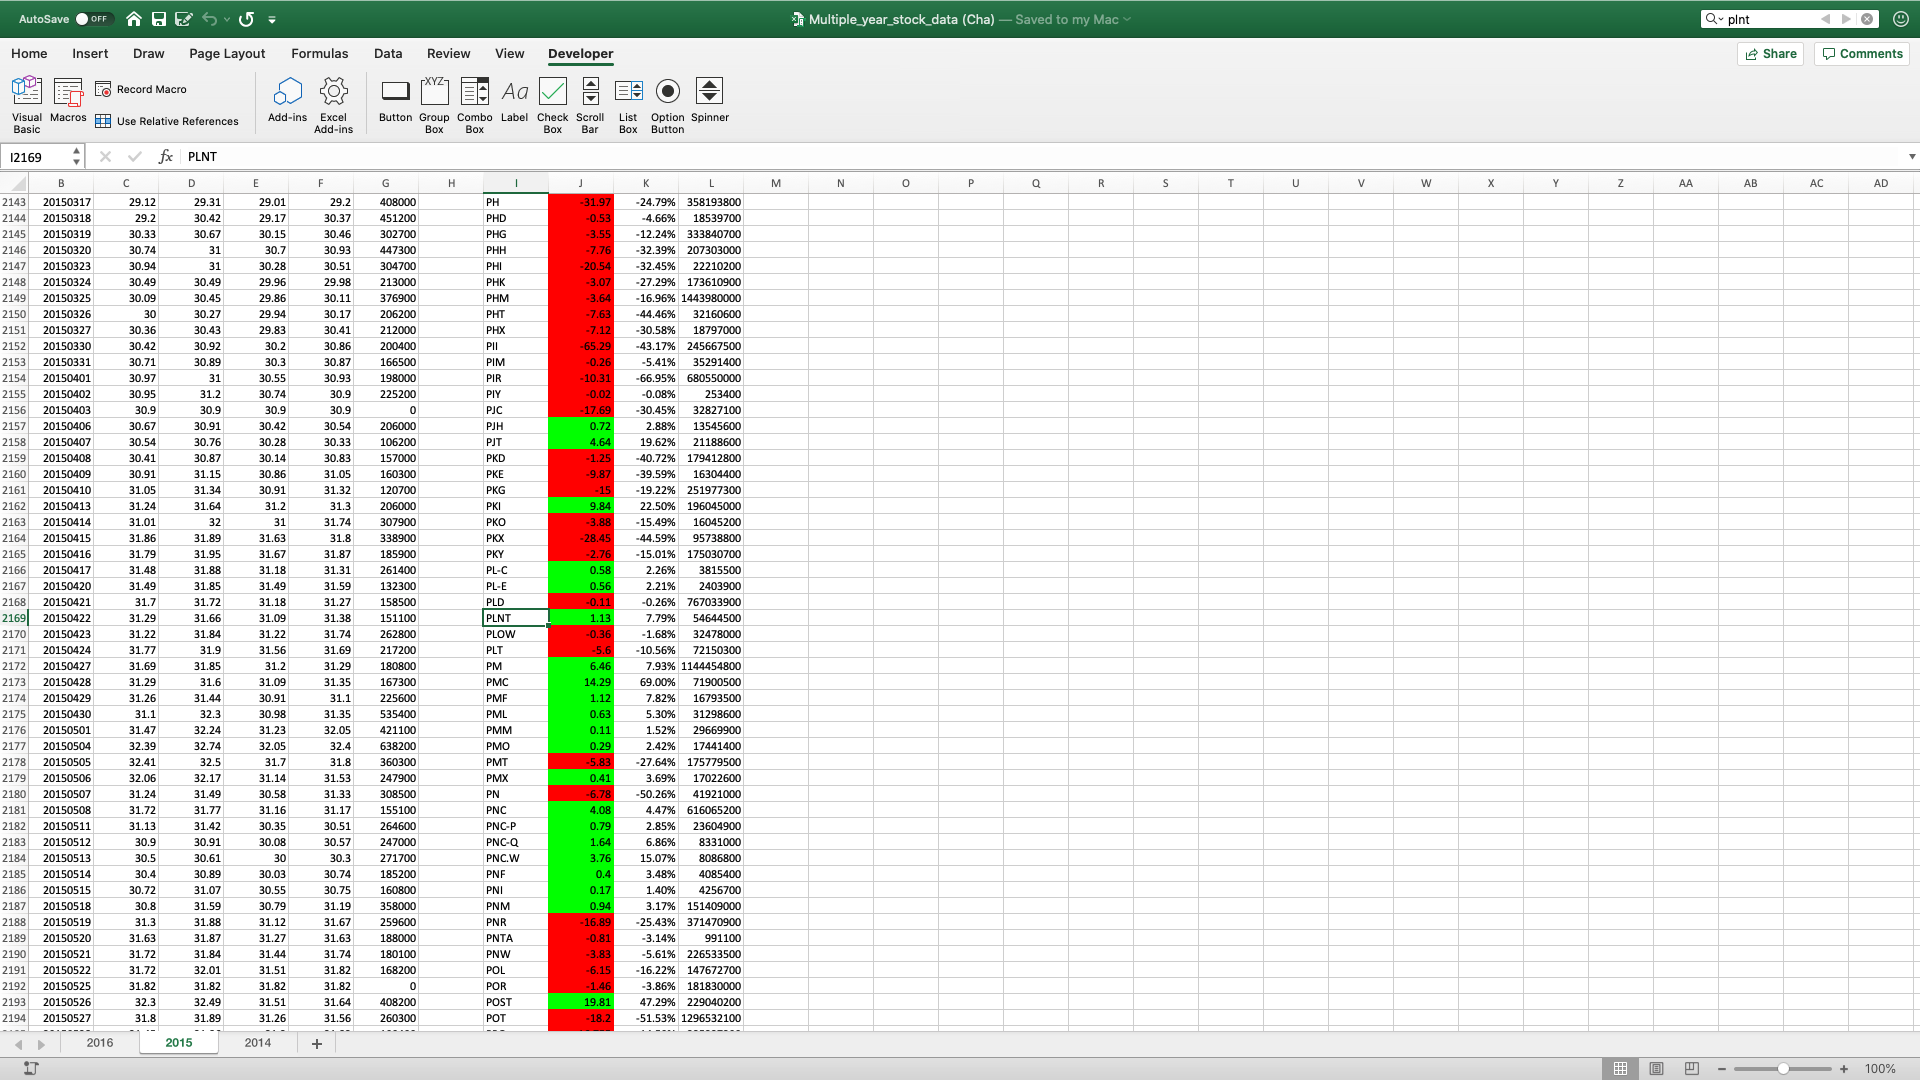 AutoSave OFF Multiple_year_stock_data (Cha) — Saved to my Mac plnt
Home Insert Draw Page Layout Formulas Data Review View Developer Share Comments
Visual Basic Macros Record Macro Use Relative References Add-ins Excel Add-ins Button Group Box Combo Box Label Check Box Scroll Bar List Box Option Button Spinner
XYZ Aa
I2169 fx PLNT
B C D E F G H I J K L M N O P Q R S T U V W X Y Z AA AB AC AD
2143 20150317 29.12 29.31 29.01 29.2 408000 PH -31.97 -24.79% 358193800
2144 20150318 29.2 30.42 29.17 30.37 451200 PHD -0.53 -4.66% 18539700
2145 20150319 30.33 30.67 30.15 30.46 302700 PHG -3.55 -12.24% 333840700
2146 20150320 30.74 31 30.7 30.93 447300 PHH -7.76 -32.39% 207303000
2147 20150323 30.94 31 30.28 30.51 304700 PHI -20.54 -32.45% 22210200
2148 20150324 30.49 30.49 29.96 29.98 213000 PHK -3.07 -27.29% 173610900
2149 20150325 30.09 30.45 29.86 30.11 376900 PHM -3.64 -16.96% 1443980000
2150 20150326 30 30.27 29.94 30.17 206200 PHT -7.63 -44.46% 32160600
2151 20150327 30.36 30.43 29.83 30.41 212000 PHX -7.12 -30.58% 18797000
2152 20150330 30.42 30.92 30.2 30.86 200400 PII -65.29 -43.17% 245667500
2153 20150331 30.71 30.89 30.3 30.87 166500 PIM -0.26 -5.41% 35291400
2154 20150401 30.97 31 30.55 30.93 198000 PIR -10.31 -66.95% 680550000
2155 20150402 30.95 31.2 30.74 30.9 225200 PIY -0.02 -0.08% 253400
2156 20150403 30.9 30.9 30.9 30.9 0 PJC -17.69 -30.45% 32827100
2157 20150406 30.67 30.91 30.42 30.54 206000 PJH 0.72 2.88% 13545600
2158 20150407 30.54 30.76 30.28 30.33 106200 PJT 4.64 19.62% 21188600
2159 20150408 30.41 30.87 30.14 30.83 157000 PKD -1.25 -40.72% 179412800
2160 20150409 30.91 31.15 30.86 31.05 160300 PKE -9.87 -39.59% 16304400
2161 20150410 31.05 31.34 30.91 31.32 120700 PKG -15 -19.22% 251977300
2162 20150413 31.24 31.64 31.2 31.3 206000 PKI 9.84 22.50% 196045000
2163 20150414 31.01 32 31 31.74 307900 PKO -3.88 -15.49% 16045200
2164 20150415 31.86 31.89 31.63 31.8 338900 PKX -28.45 -44.59% 95738800
2165 20150416 31.79 31.95 31.67 31.87 185900 PKY -2.76 -15.01% 175030700
2166 20150417 31.48 31.88 31.18 31.31 261400 PL-C 0.58 2.26% 3815500
2167 20150420 31.49 31.85 31.49 31.59 132300 PL-E 0.56 2.21% 2403900
2168 20150421 31.7 31.72 31.18 31.27 158500 PLD -0.11 -0.26% 767033900
2169 20150422 31.29 31.66 31.09 31.38 151100 PLNT 1.13 7.79% 54644500
2170 20150423 31.22 31.84 31.22 31.74 262800 PLOW -0.36 -1.68% 32478000
2171 20150424 31.77 31.9 31.56 31.69 217200 PLT -5.6 -10.56% 72150300
2172 20150427 31.69 31.85 31.2 31.29 180800 PM 6.46 7.93% 1144454800
2173 20150428 31.29 31.6 31.09 31.35 167300 PMC 14.29 69.00% 71900500
2174 20150429 31.26 31.44 30.91 31.1 225600 PMF 1.12 7.82% 16793500
2175 20150430 31.1 32.3 30.98 31.35 535400 PML 0.63 5.30% 31298600
2176 20150501 31.47 32.24 31.23 32.05 421100 PMM 0.11 1.52% 29669900
2177 20150504 32.39 32.74 32.05 32.4 638200 PMO 0.29 2.42% 17441400
2178 20150505 32.41 32.5 31.7 31.8 360300 PMT -5.83 -27.64% 175779500
2179 20150506 32.06 32.17 31.14 31.53 247900 PMX 0.41 3.69% 17022600
2180 20150507 31.24 31.49 30.58 31.33 308500 PN -6.78 -50.26% 41921000
2181 20150508 31.72 31.77 31.16 31.17 155100 PNC 4.08 4.47% 616065200
2182 20150511 31.13 31.42 30.35 30.51 264600 PNC-P 0.79 2.85% 23604900
2183 20150512 30.9 30.91 30.08 30.57 247000 PNC-Q 1.64 6.86% 8331000
2184 20150513 30.5 30.61 30 30.3 271700 PNC.W 3.76 15.07% 8086800
2185 20150514 30.4 30.89 30.03 30.74 185200 PNF 0.4 3.48% 4085400
2186 20150515 30.72 31.07 30.55 30.75 160800 PNI 0.17 1.40% 4256700
2187 20150518 30.8 31.59 30.79 31.19 358000 PNM 0.94 3.17% 151409000
2188 20150519 31.3 31.88 31.12 31.67 259600 PNR -16.89 -25.43% 371470900
2189 20150520 31.63 31.87 31.27 31.63 188000 PNTA -0.81 -3.14% 991100
2190 20150521 31.72 31.84 31.44 31.74 180100 PNW -3.83 -5.61% 226533500
2191 20150522 31.72 32.01 31.51 31.82 168200 POL -6.15 -16.22% 147672700
2192 20150525 31.82 31.82 31.82 31.82 0 POR -1.46 -3.86% 181830000
2193 20150526 32.3 32.49 31.51 31.64 408200 POST 19.81 47.29% 229040200
2194 20150527 31.8 31.89 31.26 31.56 260300 POT -18.2 -51.53% 1296532100
2016 2015 2014 +
100%